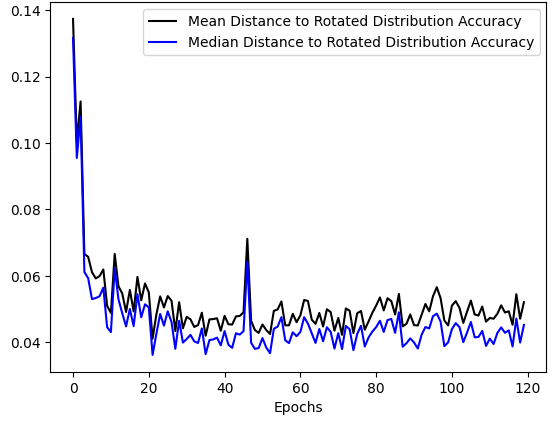 Mean Distance to Rotated Distribution Accuracy
Median Distance to Rotated Distribution Accuracy
0.14
0.12
0.10
0.08
0.06
0.04
0 20 40 60 80 100 120
Epochs